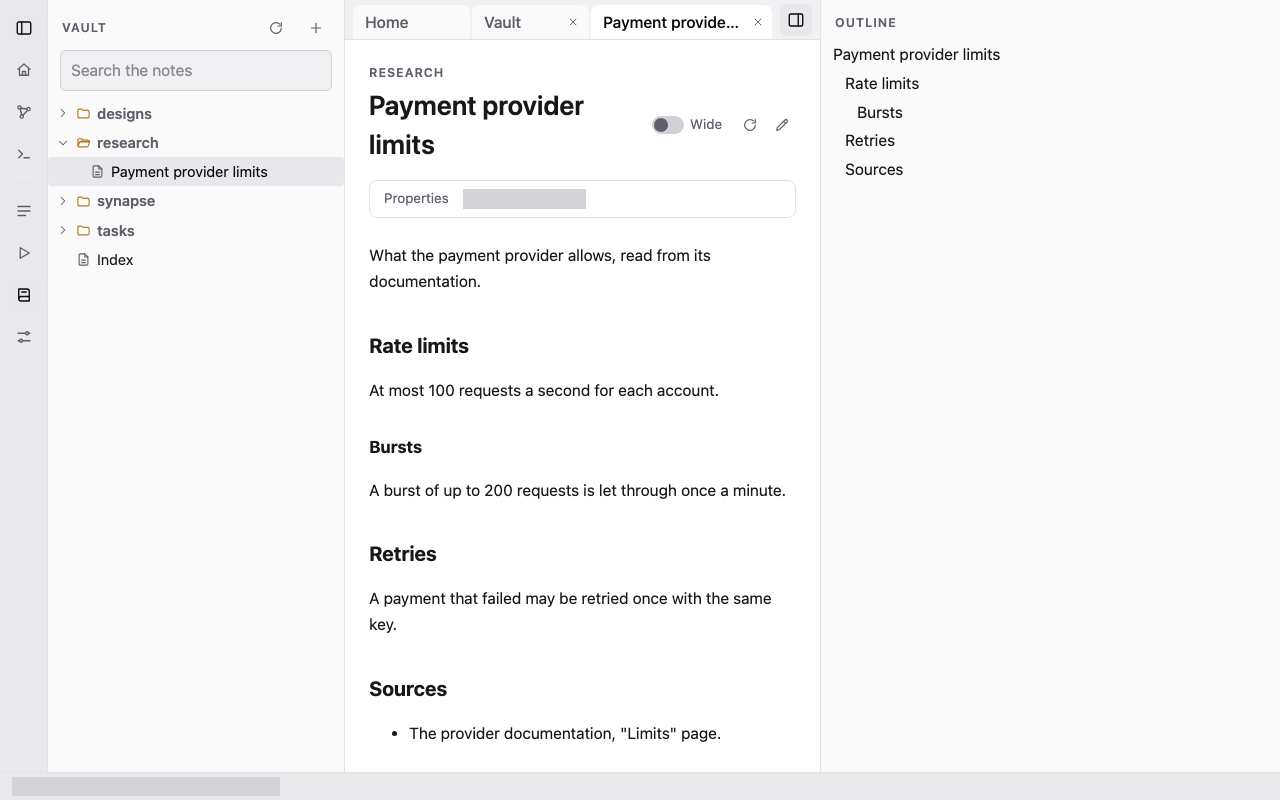 VAULT
Search the notes
designs
research
Payment provider limits
synapse
tasks
Index
Home
Vault
Payment provide...
RESEARCH
Payment provider
limits
Wide
Properties
What the payment provider allows, read from its
documentation.
Rate limits
At most 100 requests a second for each account.
Bursts
A burst of up to 200 requests is let through once a minute.
Retries
A payment that failed may be retried once with the same
key.
Sources
• The provider documentation, "Limits" page.
OUTLINE
Payment provider limits
Rate limits
Bursts
Retries
Sources